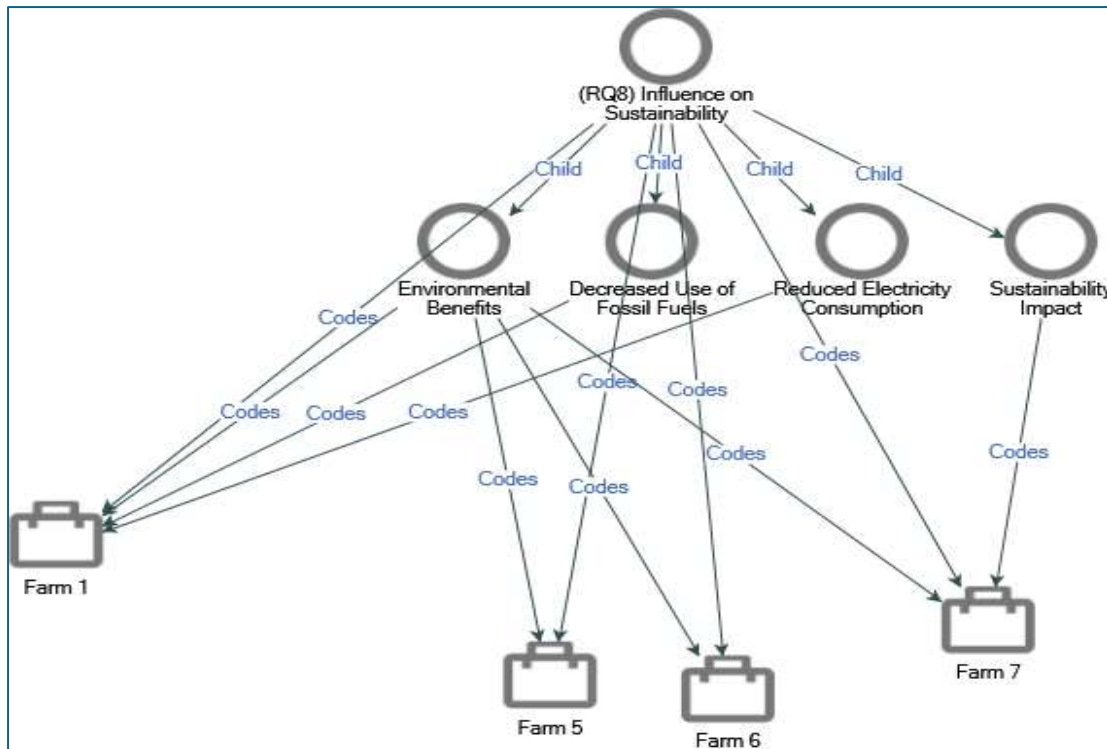 (RQ8) Influence on
Sustainability
Child
Child
Child
Child
Environmental
Benefits
Decreased Use of
Fossil Fuels
Reduced Electricity
Consumption
Sustainability
Impact
Codes
Codes
Codes
Codes
Codes
Codes
Codes
Codes
Codes
Codes
Codes
Farm 1
Farm 5
Farm 6
Farm 7